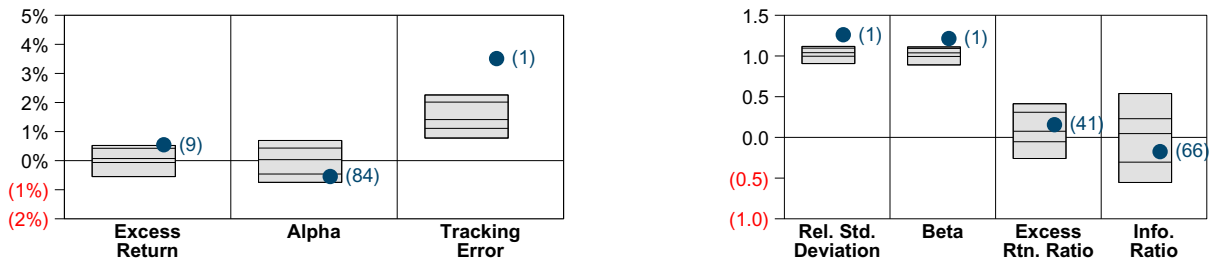 5%
4%
3%
2%
1%
0%
(1%)
(2%)
(9)
(84)
(1)
Excess
Return
Alpha
Tracking
Error
1.5
1.0
0.5
0.0
(0.5)
(1.0)
(1)
(1)
(41)
(66)
Rel. Std.
Deviation
Beta
Excess
Rtn. Ratio
Info.
Ratio